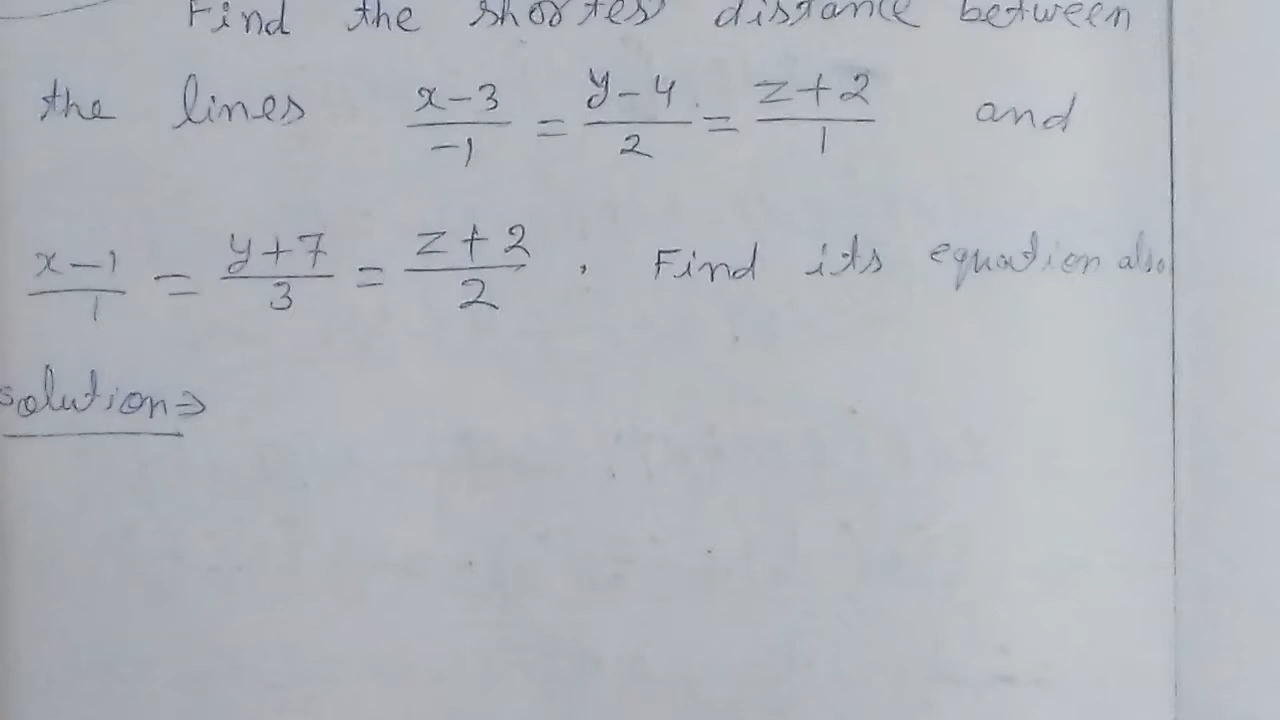 Find the shortes distance between
the lines x-3/-1 = y-4/2 = z+2/1 and
x-1/1 = y+7/3 = z+2/2 . Find its equation also
solution⇒